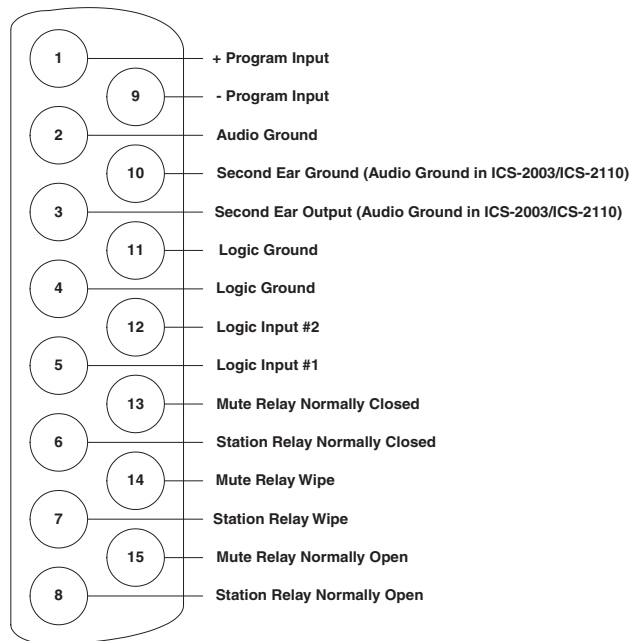 1 + Program Input
9 - Program Input
2 Audio Ground
10 Second Ear Ground (Audio Ground in ICS-2003/ICS-2110)
3 Second Ear Output (Audio Ground in ICS-2003/ICS-2110)
11 Logic Ground
4 Logic Ground
12 Logic Input #2
5 Logic Input #1
13 Mute Relay Normally Closed
6 Station Relay Normally Closed
14 Mute Relay Wipe
7 Station Relay Wipe
15 Mute Relay Normally Open
8 Station Relay Normally Open